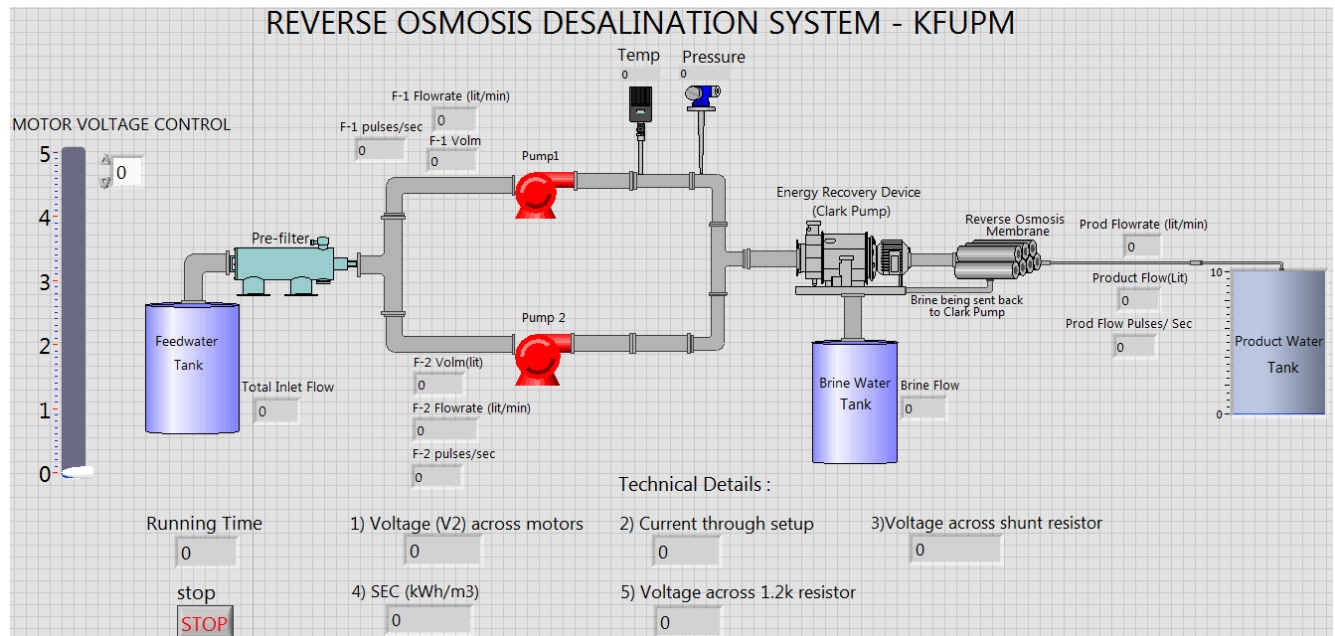 REVERSE OSMOSIS DESALINATION SYSTEM - KFUPM
Temp
0
Pressure
0
MOTOR VOLTAGE CONTROL
5
4
3
2
1
0
0
F-1 Flowrate (lit/min)
0
F-1 pulses/sec
0
F-1 Volm
0
Pump1
Pre-filter
Feedwater
Tank
Total Inlet Flow
0
Pump 2
F-2 Volm(lit)
0
F-2 Flowrate (lit/min)
0
F-2 pulses/sec
0
Energy Recovery Device
(Clark Pump)
Reverse Osmosis
Membrane
Brine being sent back
to Clark Pump
Brine Water
Tank
Brine Flow
0
Prod Flowrate (lit/min)
0
Product Flow(Lit)
0
Prod Flow Pulses/ Sec
0
10
0
Product Water
Tank
Technical Details :
Running Time
0
1) Voltage (V2) across motors
0
2) Current through setup
0
3)Voltage across shunt resistor
0
stop
STOP
4) SEC (kWh/m3)
0
5) Voltage across 1.2k resistor
0